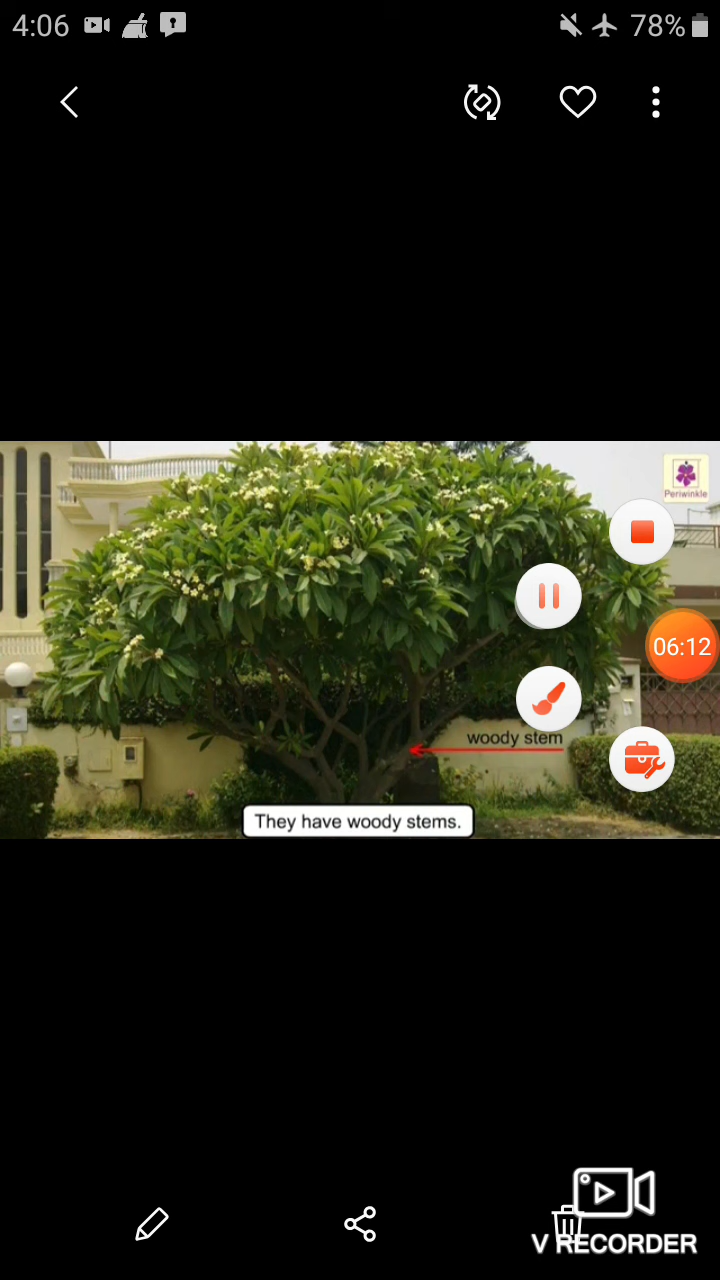 4:06
78%
Periwinkle
06:12
woody stem
They have woody stems.
V RECORDER